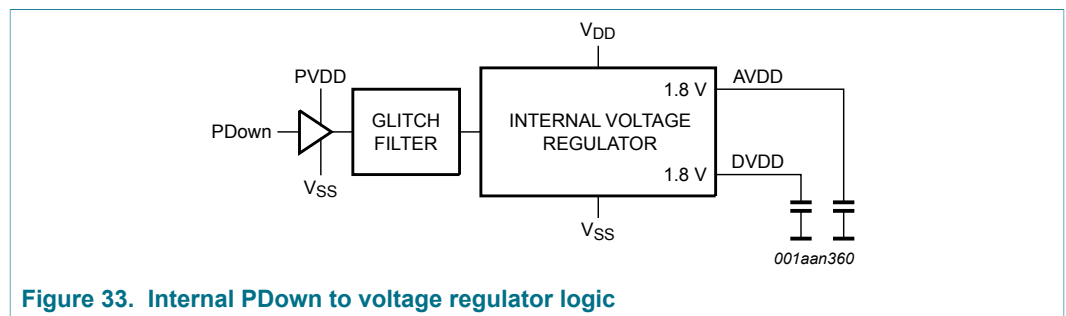 VDD
PVDD
1.8 V
AVDD
PDown
GLITCH
FILTER
INTERNAL VOLTAGE
REGULATOR
1.8 V
DVDD
VSS
VSS
001aan360
Figure 33. Internal PDown to voltage regulator logic